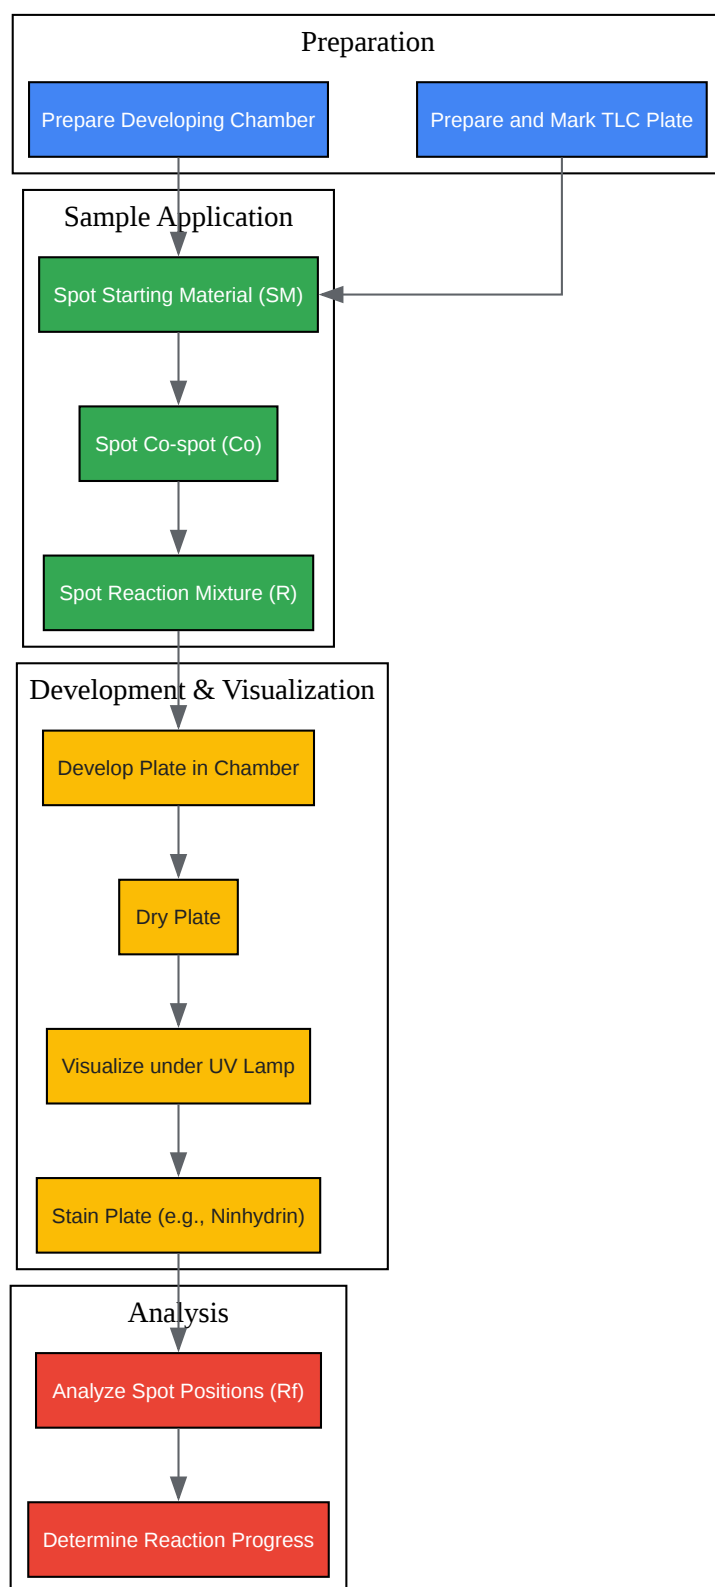 Preparation
Prepare Developing Chamber
Prepare and Mark TLC Plate
Sample Application
Spot Starting Material (SM)
Spot Co-spot (Co)
Spot Reaction Mixture (R)
Development & Visualization
Develop Plate in Chamber
Dry Plate
Visualize under UV Lamp
Stain Plate (e.g., Ninhydrin)
Analysis
Analyze Spot Positions (Rf)
Determine Reaction Progress